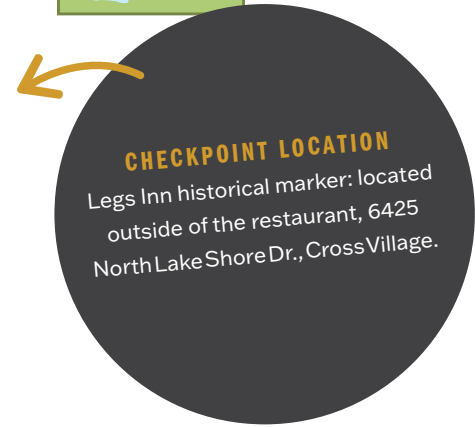 CHECKPOINT LOCATION
Legs Inn historical marker: located
outside of the restaurant, 6425
North Lake Shore Dr., Cross Village.